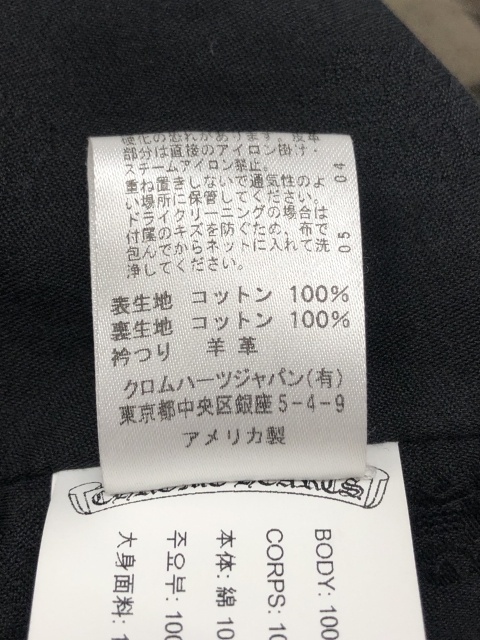 硬化の恐れがあります。皮革
部分は直接のアイロン掛け・
スチームアイロン禁止。
重ね置きしないで通気性のよ
い場所に保管してください。
ドライクリーニングの場合は
付属のキズを防ぐため、布で
包んでからネットに入れて洗
浄してください。
04
05
表生地 コットン 100%
裏生地 コットン 100%
衿つり 羊革
クロムハーツジャパン(有)
東京都中央区銀座5-4-9
アメリカ製
CHROME HEARTS
BODY: 100
CORPS: 10
本体: 綿 10
주요부: 100
大身面料: 1